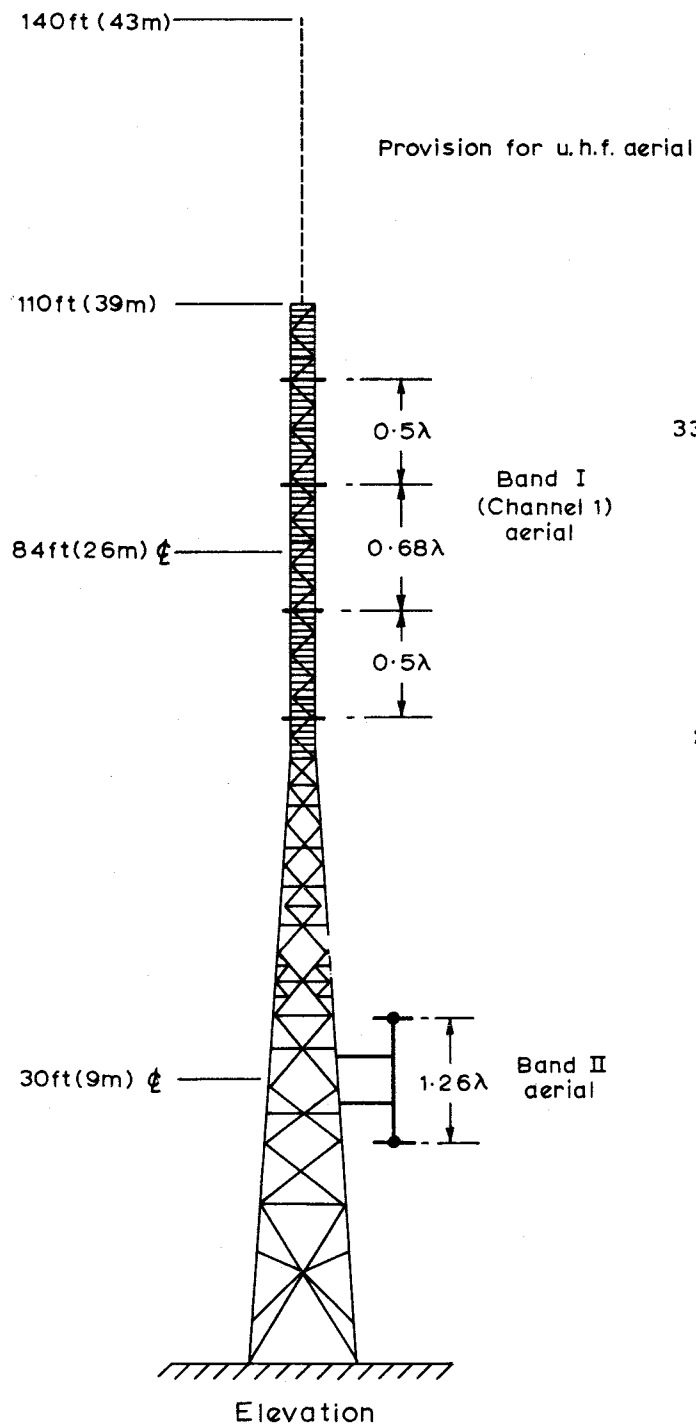 140ft (43m)
Provision for u.h.f. aerial
110ft (39m)
0·5λ
33
Band I
(Channel 1)
aerial
84ft (26m) ℄
0·68λ
0·5λ
30ft (9m) ℄
1·26λ
Band II
aerial
Elevation